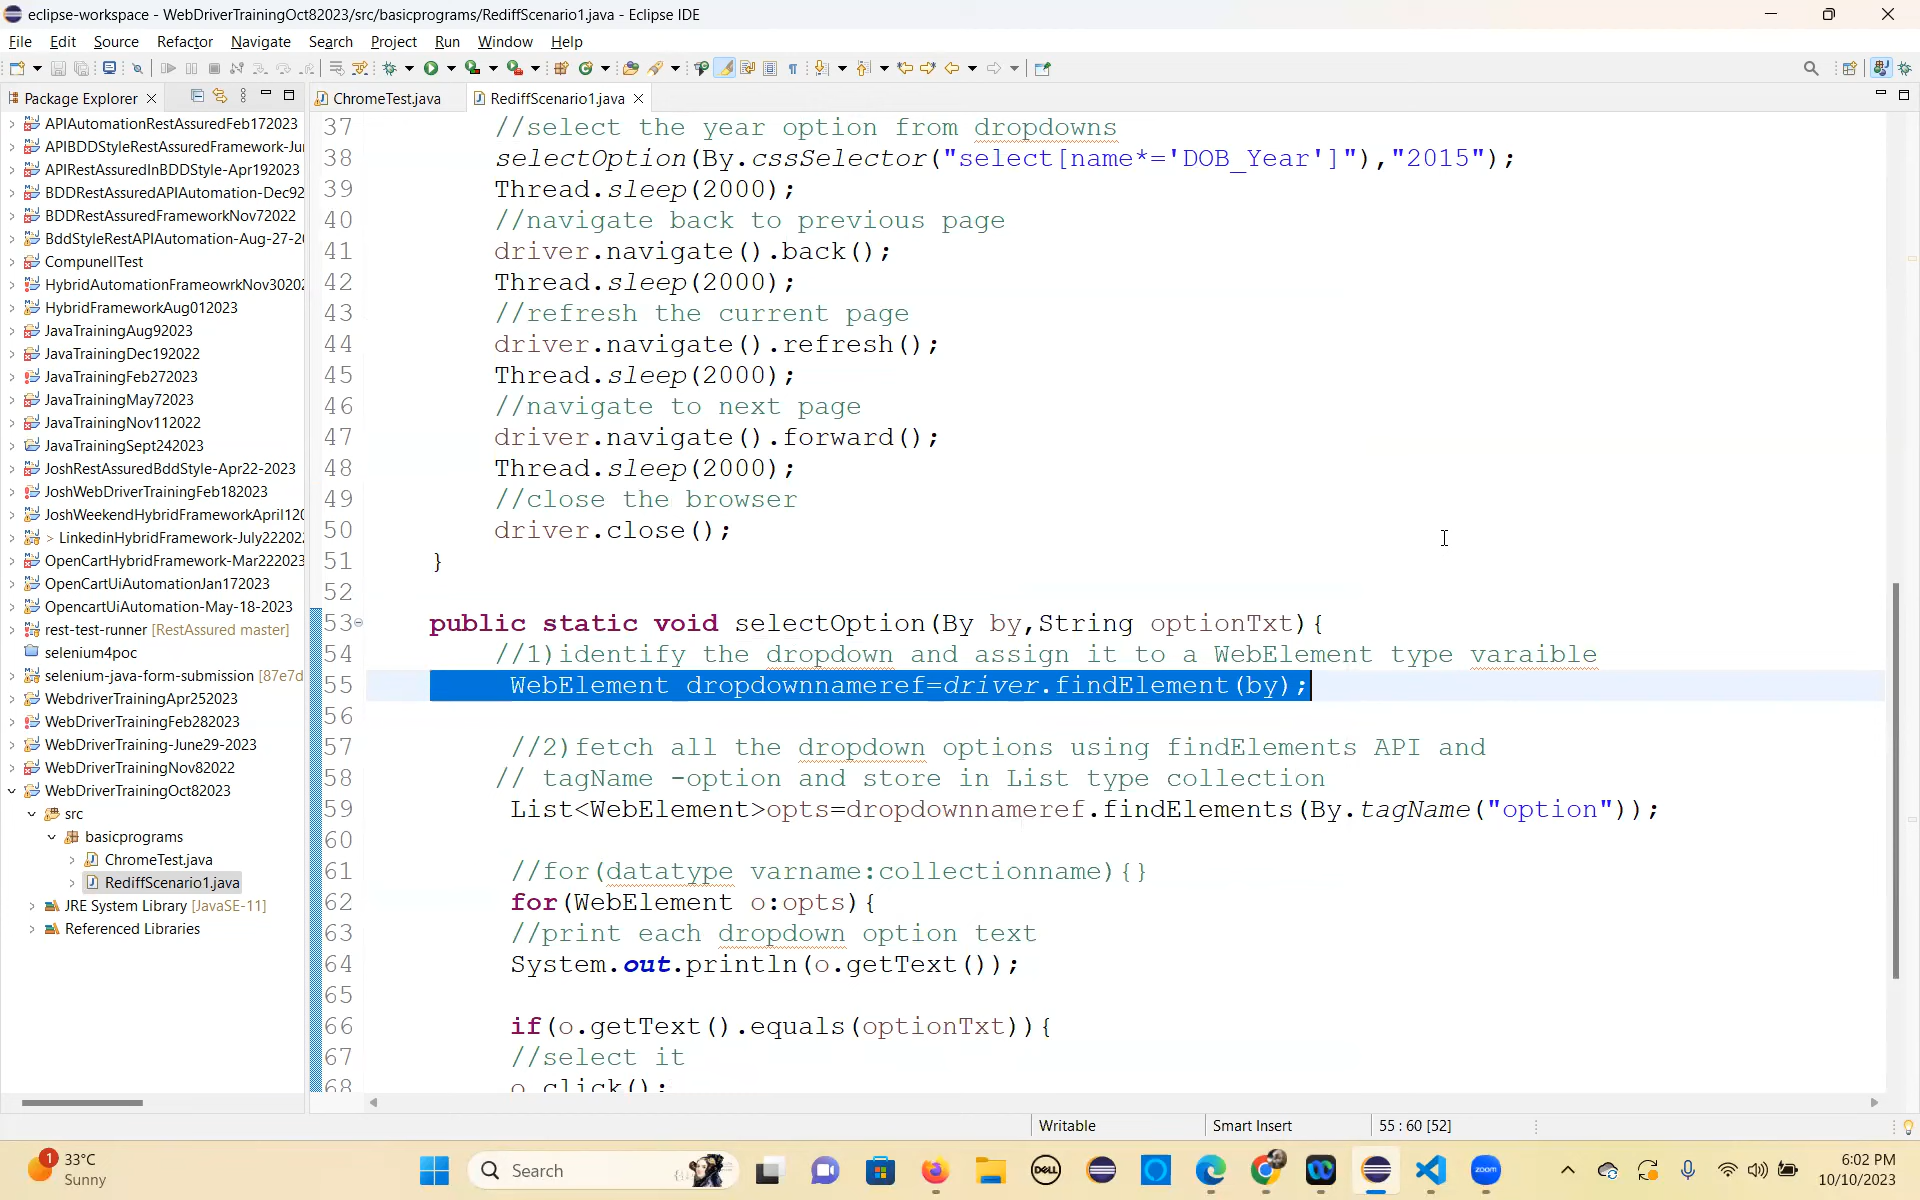 eclipse-workspace - WebDriverTrainingOct82023/src/basicprograms/RediffScenario1.java - Eclipse IDE
File Edit Source Refactor Navigate Search Project Run Window Help
Package Explorer
ChromeTest.java
RediffScenario1.java
APIAutomationRestAssuredFeb172023
APIBDDStyleRestAssuredFramework-Ju
APIRestAssuredInBDDStyle-Apr192023
BDDRestAssuredAPIAutomation-Dec92
BDDRestAssuredFrameworkNov72022
BddStyleRestAPIAutomation-Aug-27-20
CompunellTest
HybridAutomationFrameowrkNov30202
HybridFrameworkAug012023
JavaTrainingAug92023
JavaTrainingDec192022
JavaTrainingFeb272023
JavaTrainingMay72023
JavaTrainingNov112022
JavaTrainingSept242023
JoshRestAssuredBddStyle-Apr22-2023
JoshWebDriverTrainingFeb182023
JoshWeekendHybridFrameworkApril120
> LinkedinHybridFramework-July22202
OpenCartHybridFramework-Mar222023
OpenCartUiAutomationJan172023
OpencartUiAutomation-May-18-2023
rest-test-runner [RestAssured master]
selenium4poc
selenium-java-form-submission [87e7d
WebdriverTrainingApr252023
WebDriverTrainingFeb282023
WebDriverTraining-June29-2023
WebDriverTrainingNov82022
WebDriverTrainingOct82023
src
basicprograms
ChromeTest.java
RediffScenario1.java
JRE System Library [JavaSE-11]
Referenced Libraries
37 //select the year option from dropdowns
38 selectOption(By.cssSelector("select[name*='DOB_Year']"),"2015");
39 Thread.sleep(2000);
40 //navigate back to previous page
41 driver.navigate().back();
42 Thread.sleep(2000);
43 //refresh the current page
44 driver.navigate().refresh();
45 Thread.sleep(2000);
46 //navigate to next page
47 driver.navigate().forward();
48 Thread.sleep(2000);
49 //close the browser
50 driver.close();
51 }
52
53 public static void selectOption(By by,String optionTxt){
54 //1)identify the dropdown and assign it to a WebElement type varaible
55 WebElement dropdownnameref=driver.findElement(by);
56
57 //2)fetch all the dropdown options using findElements API and
58 // tagName -option and store in List type collection
59 List<WebElement>opts=dropdownnameref.findElements(By.tagName("option"));
60
61 //for(datatype varname:collectionname){}
62 for(WebElement o:opts){
63 //print each dropdown option text
64 System.out.println(o.getText());
65
66 if(o.getText().equals(optionTxt)){
67 //select it
68 o.click();
Writable
Smart Insert
55 : 60 [52]
1
33°C
Sunny
Search
DELL
zoom
6:02 PM
10/10/2023